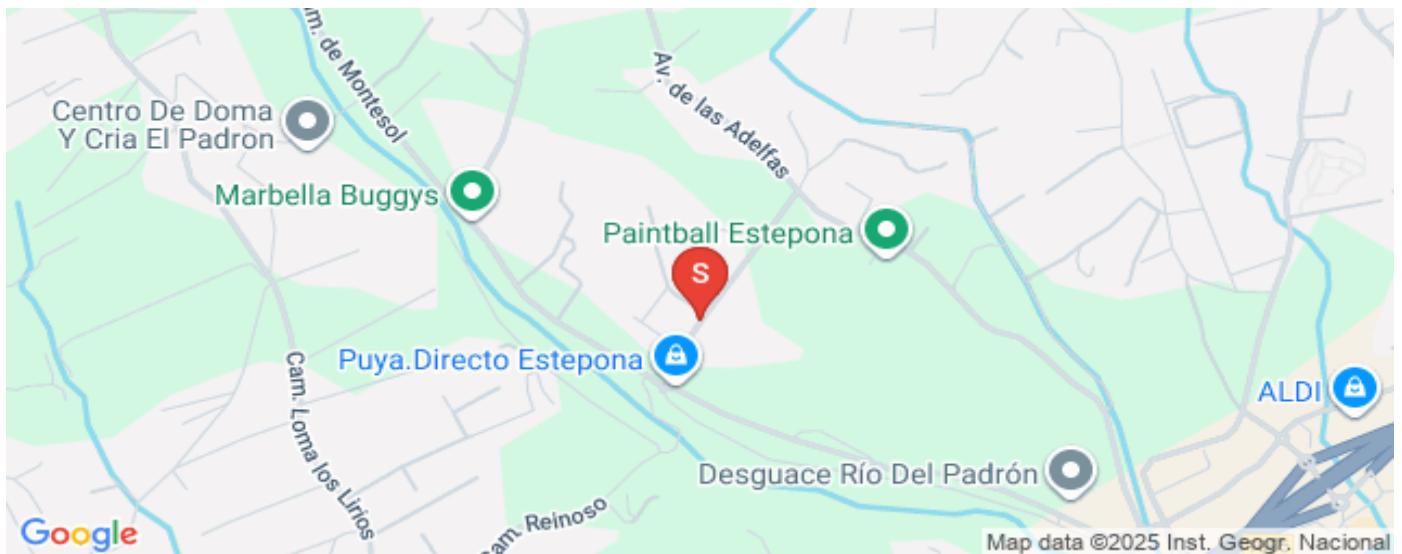 Cam. de Montesol
Av. de las Adelfas
Centro De Doma
Y Cria El Padron
Marbella Buggys
Paintball Estepona
S
Puya.Directo Estepona
ALDI
Cam. Loma los Lirios
Desguace Río Del Padrón
Cam. Reinoso
Google
Map data ©2025 Inst. Geogr. Nacional